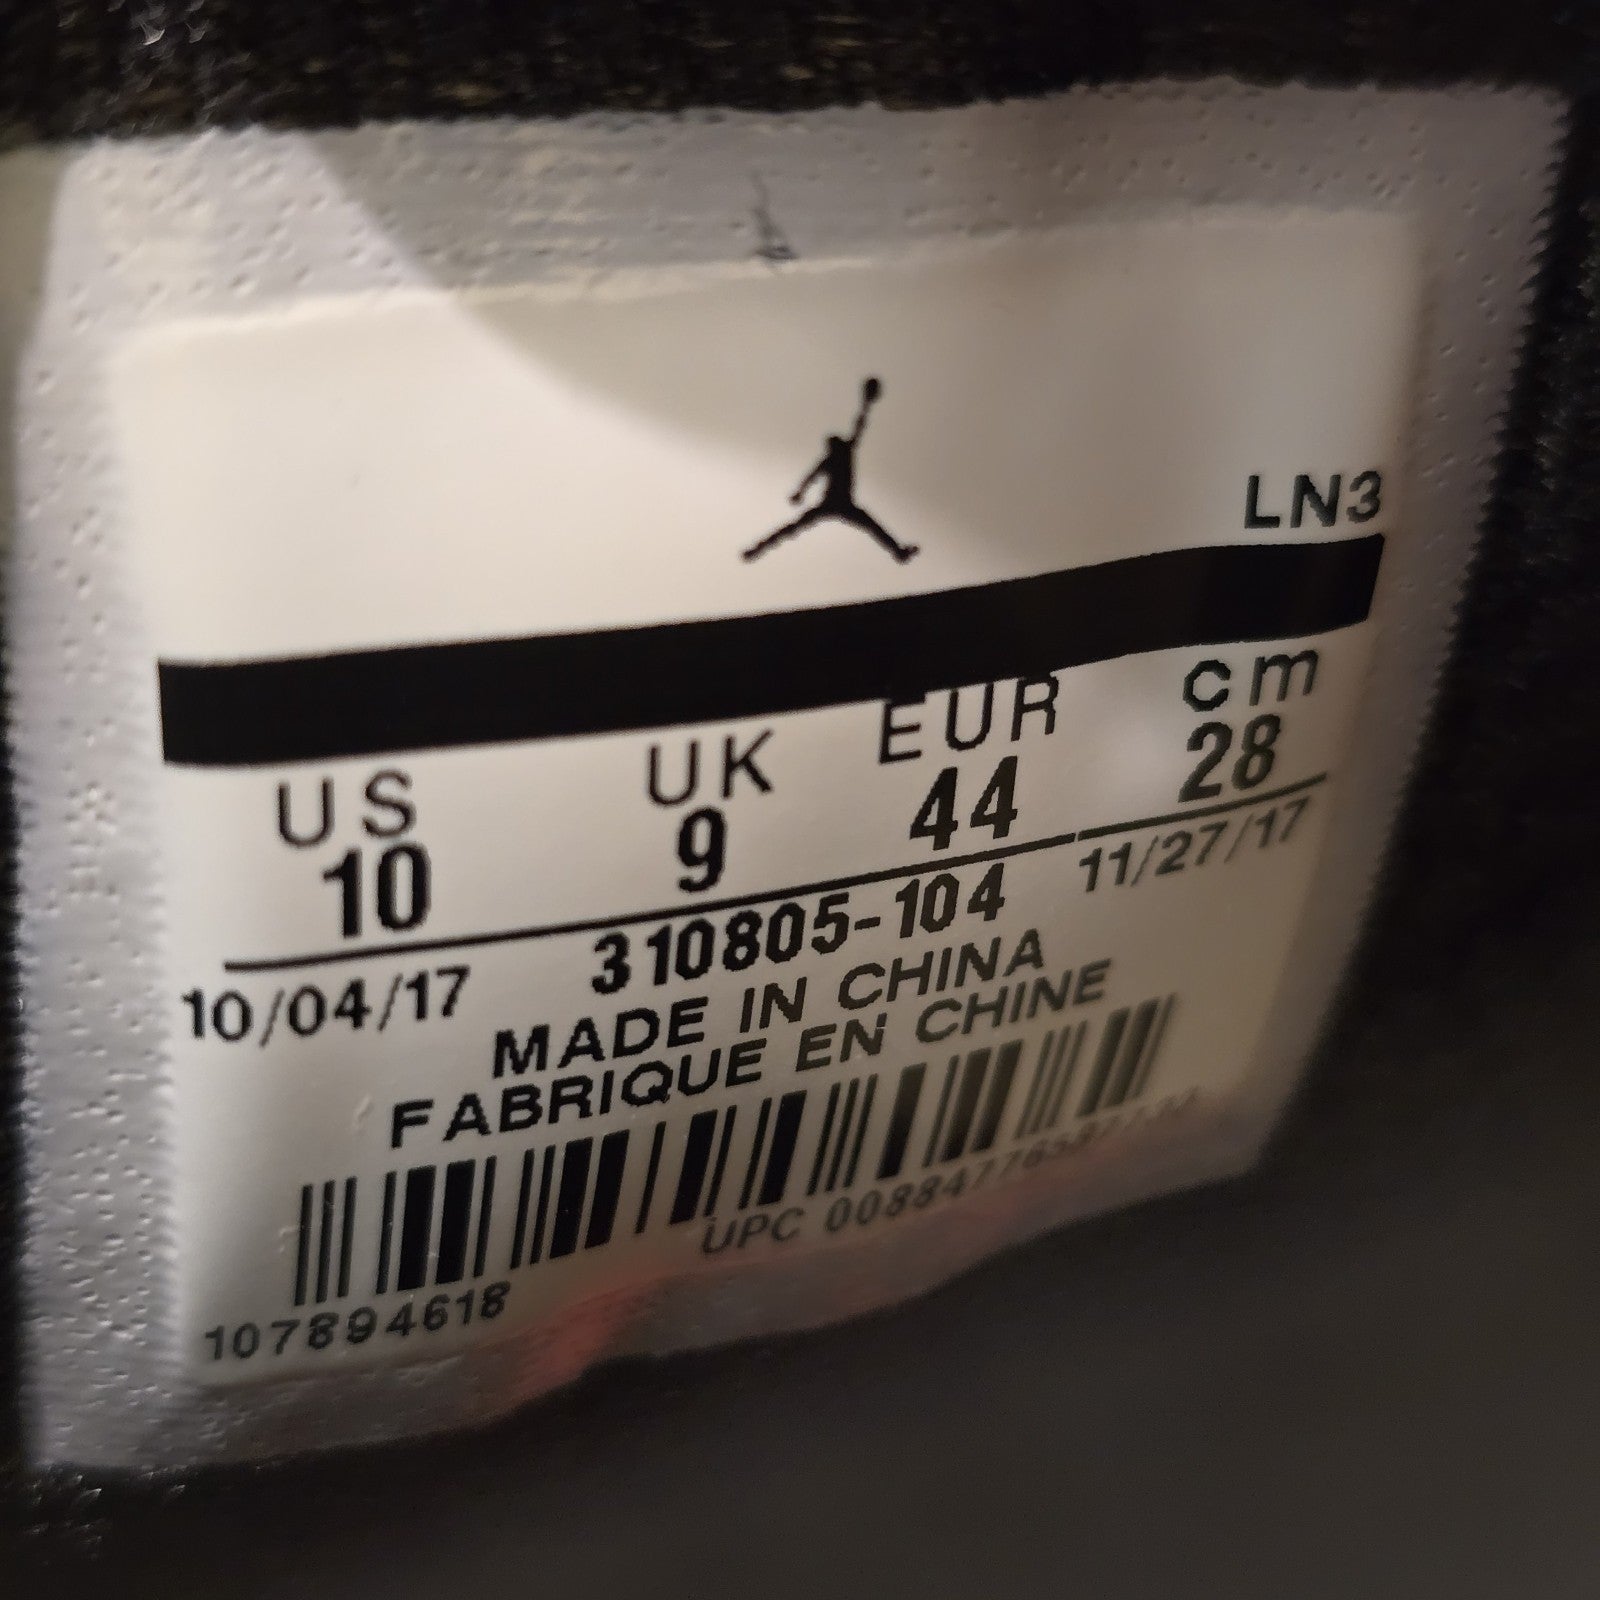 LN3
US UK EUR cm
10 9 44 28
10/04/17 310805-104 11/27/17
MADE IN CHINA
FABRIQUE EN CHINE
UPC
107894618